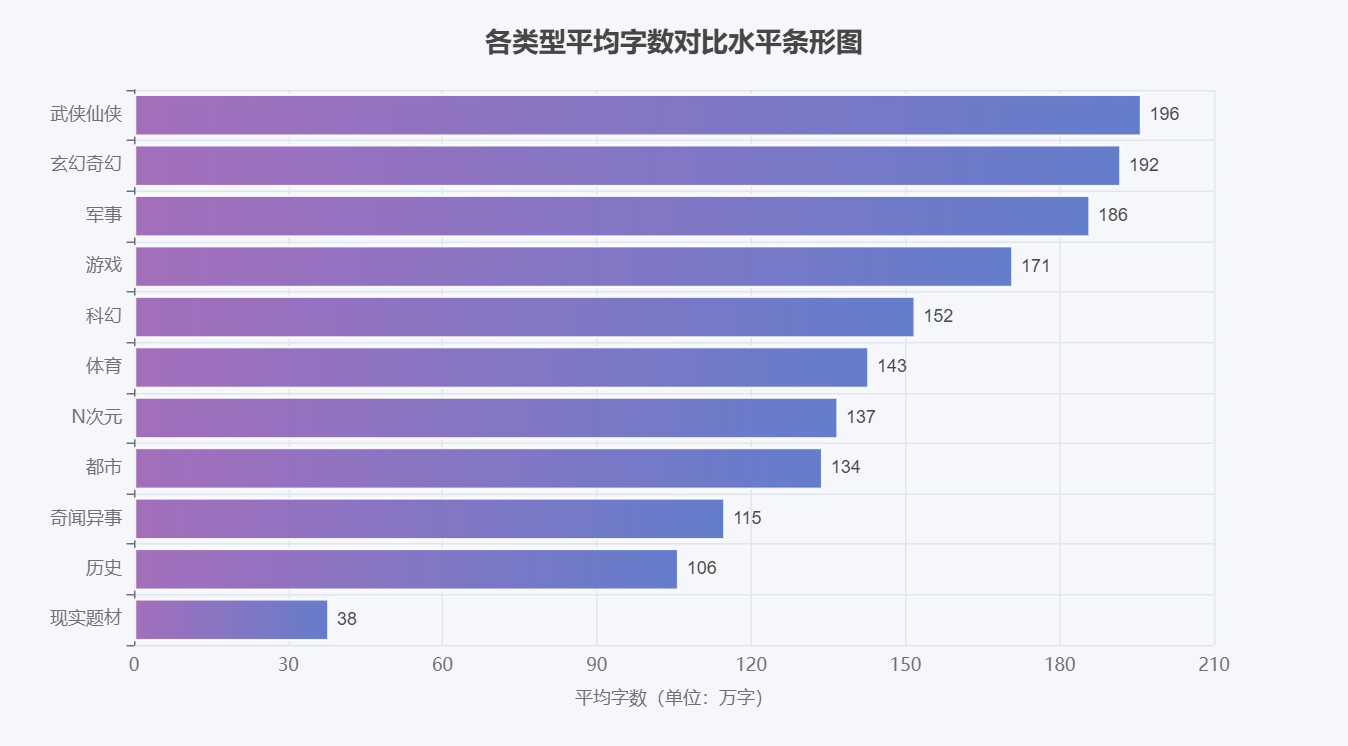 各类型平均字数对比水平条形图
武侠仙侠 196
玄幻奇幻 192
军事 186
游戏 171
科幻 152
体育 143
N次元 137
都市 134
奇闻异事 115
历史 106
现实题材 38
0 30 60 90 120 150 180 210
平均字数（单位：万字）